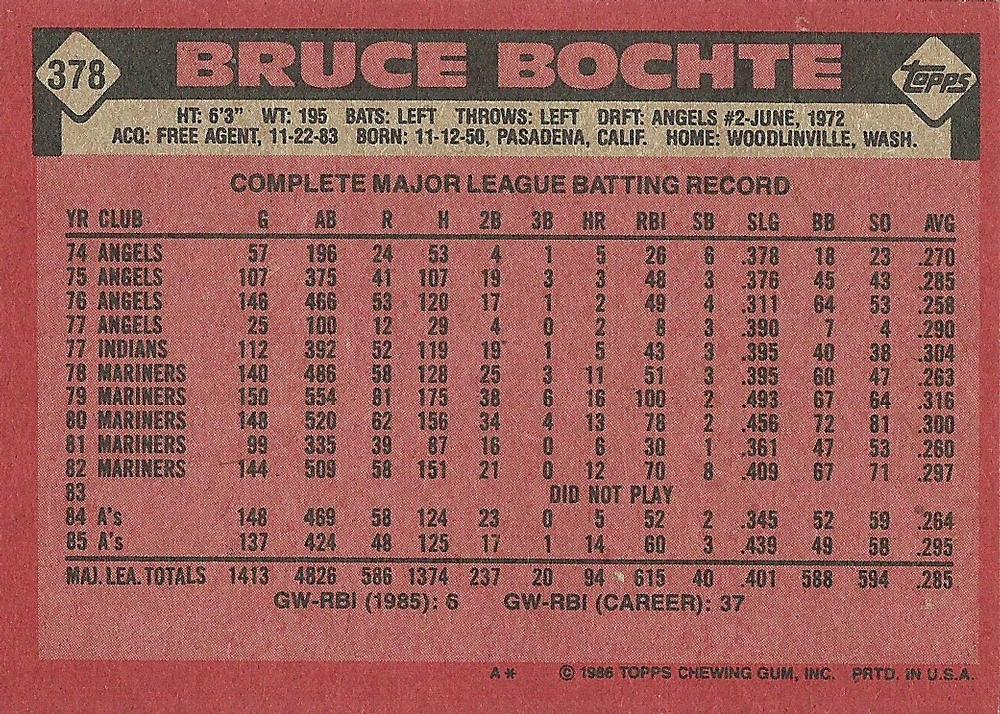 378 BRUCE BOCHTE TOPPS
HT: 6'3" WT: 195 BATS: LEFT THROWS: LEFT DRFT: ANGELS #2-JUNE, 1972
ACQ: FREE AGENT, 11-22-83 BORN: 11-12-50, PASADENA, CALIF. HOME: WOODLINVILLE, WASH.
COMPLETE MAJOR LEAGUE BATTING RECORD
YR CLUB G AB R H 2B 3B HR RBI SB SLG BB SO AVG
74 ANGELS 57 196 24 53 4 1 5 26 6 .378 18 23 .270
75 ANGELS 107 375 41 107 19 3 3 48 3 .376 45 43 .285
76 ANGELS 146 466 53 120 17 1 2 49 4 .311 64 53 .258
77 ANGELS 25 100 12 29 4 0 2 8 3 .390 7 4 .290
77 INDIANS 112 392 52 119 19 1 5 43 3 .395 40 38 .304
78 MARINERS 140 486 58 128 25 3 11 51 3 .395 60 47 .263
79 MARINERS 150 554 81 175 38 6 16 100 2 .493 67 64 .316
80 MARINERS 148 520 62 156 34 4 13 78 2 .456 72 81 .300
81 MARINERS 99 335 39 87 16 0 6 30 1 .361 47 53 .260
82 MARINERS 144 509 58 151 21 0 12 70 8 .409 67 71 .297
83 DID NOT PLAY
84 A's 148 469 58 124 23 0 5 52 2 .345 52 59 .264
85 A's 137 424 48 125 17 1 14 60 3 .439 49 58 .295
MAJ. LEA. TOTALS 1413 4826 586 1374 237 20 94 615 40 .401 588 594 .285
GW-RBI (1985): 6 GW-RBI (CAREER): 37
A* © 1986 TOPPS CHEWING GUM, INC. PRTD. IN U.S.A.